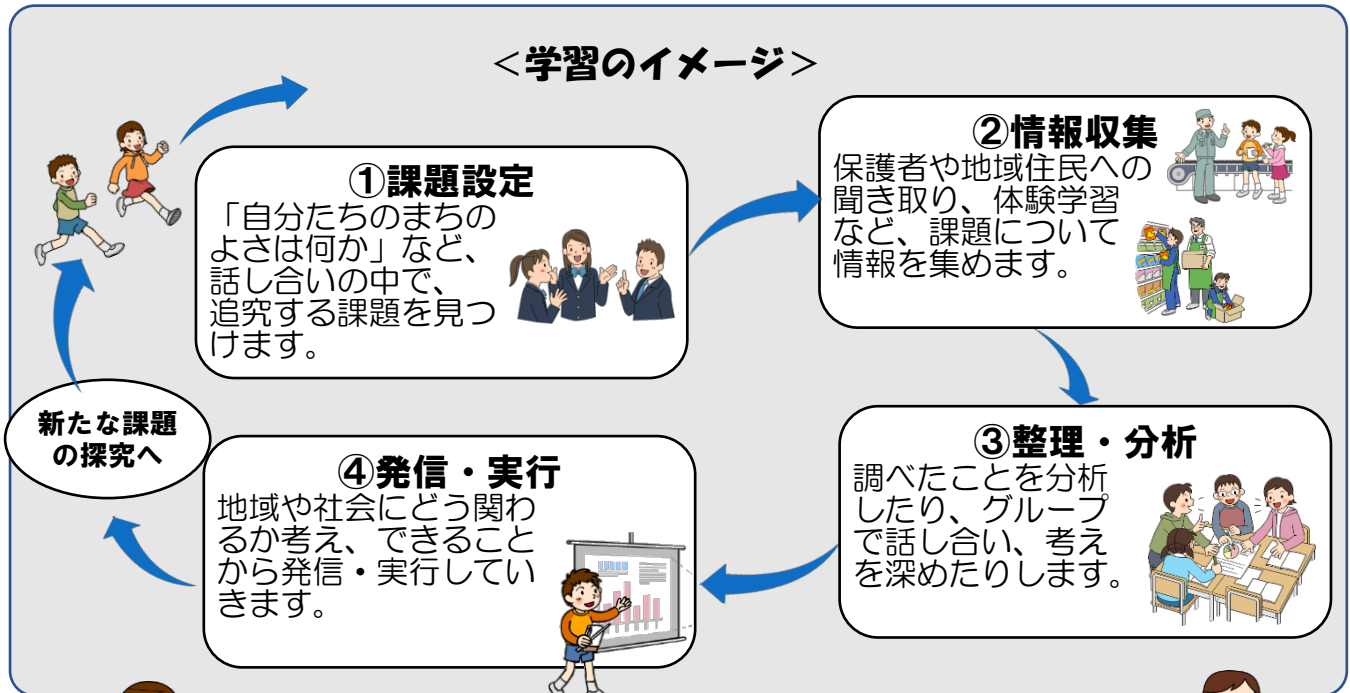 ＜学習のイメージ＞
①課題設定
「自分たちのまちの
よさは何か」など、
話し合いの中で、
追究する課題を見つ
けます。
②情報収集
保護者や地域住民への
聞き取り、体験学習
など、課題について
情報を集めます。
③整理・分析
調べたことを分析
したり、グループ
で話し合い、考え
を深めたりします。
④発信・実行
地域や社会にどう関わ
るか考え、できること
から発信・実行してい
きます。
新たな課題
の探究へ